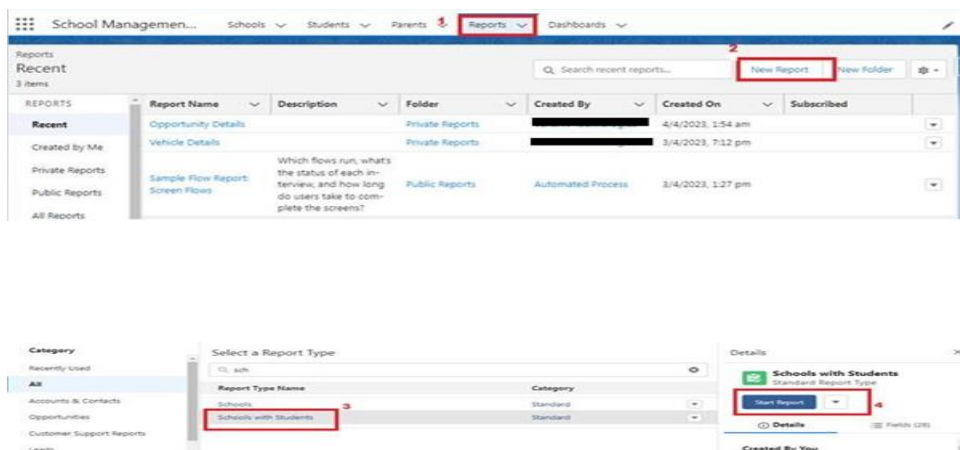 School Managemen... Schools Students Parents 1 Reports Dashboards
Reports
Recent
3 items
2
Search recent reports...
New Report
New Folder
REPORTS
Report Name Description Folder Created By Created On Subscribed
Recent
Opportunity Details Private Reports 4/4/2023, 1:54 am
Created by Me
Vehicle Details Private Reports 3/4/2023, 7:12 pm
Private Reports
Public Reports
All Reports
Sample Flow Report:
Screen Flows
Which flows run, what's
the status of each in-
terview, and how long
do users take to com-
plete the screens?
Public Reports
Automated Process
3/4/2023, 1:27 pm
Category
Recently Used
All
Accounts & Contacts
Opportunities
Customer Support Reports
Leads
Select a Report Type
sch
Report Type Name Category
Schools Standard
3
Schools with Students Standard
Details
Schools with Students
Standard Report Type
Start Report
4
Details
Fields (28)
Created By You